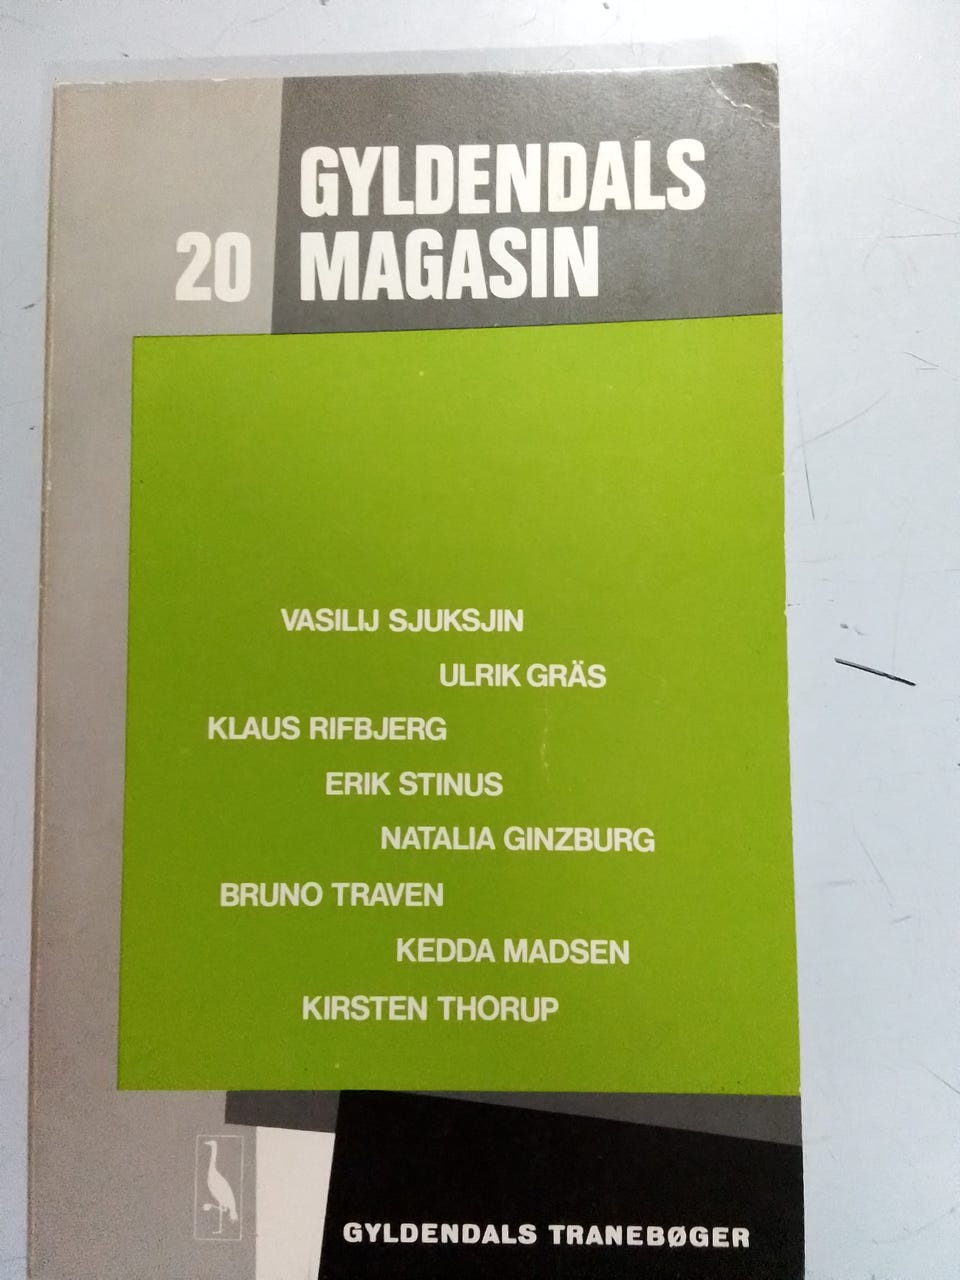 GYLDENDALS
20 MAGASIN
VASILIJ SJUKSJIN
ULRIK GRÄS
KLAUS RIFBJERG
ERIK STINUS
NATALIA GINZBURG
BRUNO TRAVEN
KEDDA MADSEN
KIRSTEN THORUP
GYLDENDALS TRANEBØGER